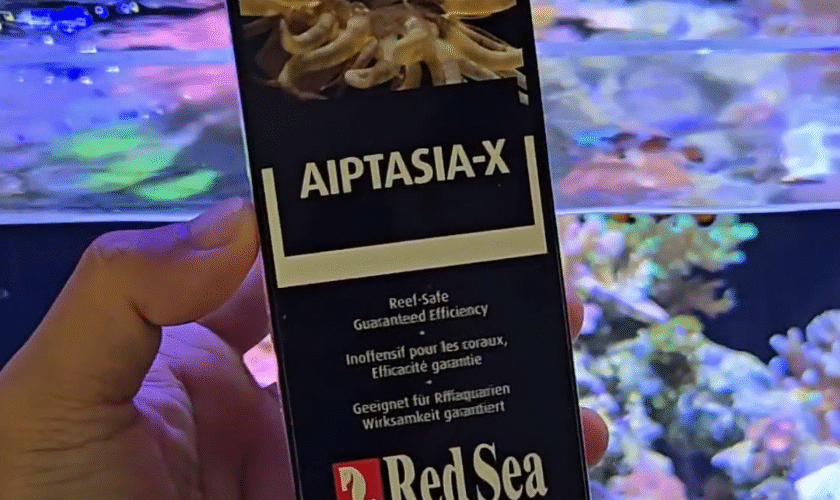 AIPTASIA-X
Reef-Safe
Guaranteed Efficiency
Inoffensif pour les coraux,
Efficacité garantie
Geeignet für Riffaquarien
Wirksamkeit garantiert
Red Sea